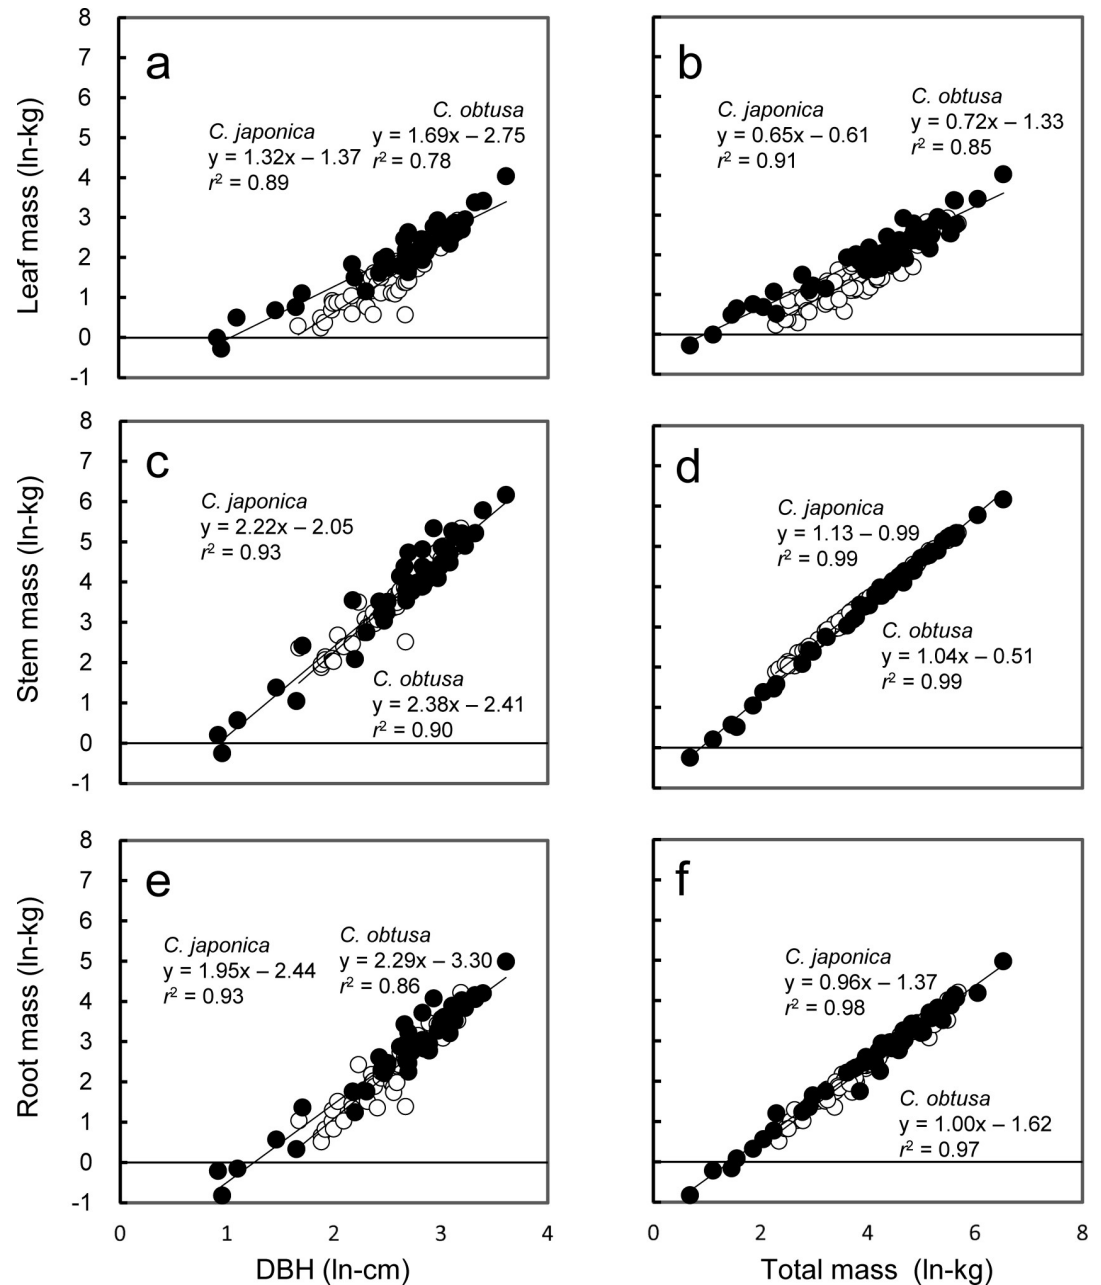 8
7
6
5
4
3
2
1
0
-1
Leaf mass (ln-kg)
a
C. japonica
y = 1.32x − 1.37
r² = 0.89
C. obtusa
y = 1.69x − 2.75
r² = 0.78
b
C. japonica
y = 0.65x − 0.61
r² = 0.91
C. obtusa
y = 0.72x − 1.33
r² = 0.85
8
7
6
5
4
3
2
1
0
-1
Stem mass (ln-kg)
c
C. japonica
y = 2.22x − 2.05
r² = 0.93
C. obtusa
y = 2.38x − 2.41
r² = 0.90
d
C. japonica
y = 1.13 − 0.99
r² = 0.99
C. obtusa
y = 1.04x − 0.51
r² = 0.99
8
7
6
5
4
3
2
1
0
-1
Root mass (ln-kg)
e
C. japonica
y = 1.95x − 2.44
r² = 0.93
C. obtusa
y = 2.29x − 3.30
r² = 0.86
f
C. japonica
y = 0.96x − 1.37
r² = 0.98
C. obtusa
y = 1.00x − 1.62
r² = 0.97
0 1 2 3 4
DBH (ln-cm)
0 2 4 6 8
Total mass (ln-kg)